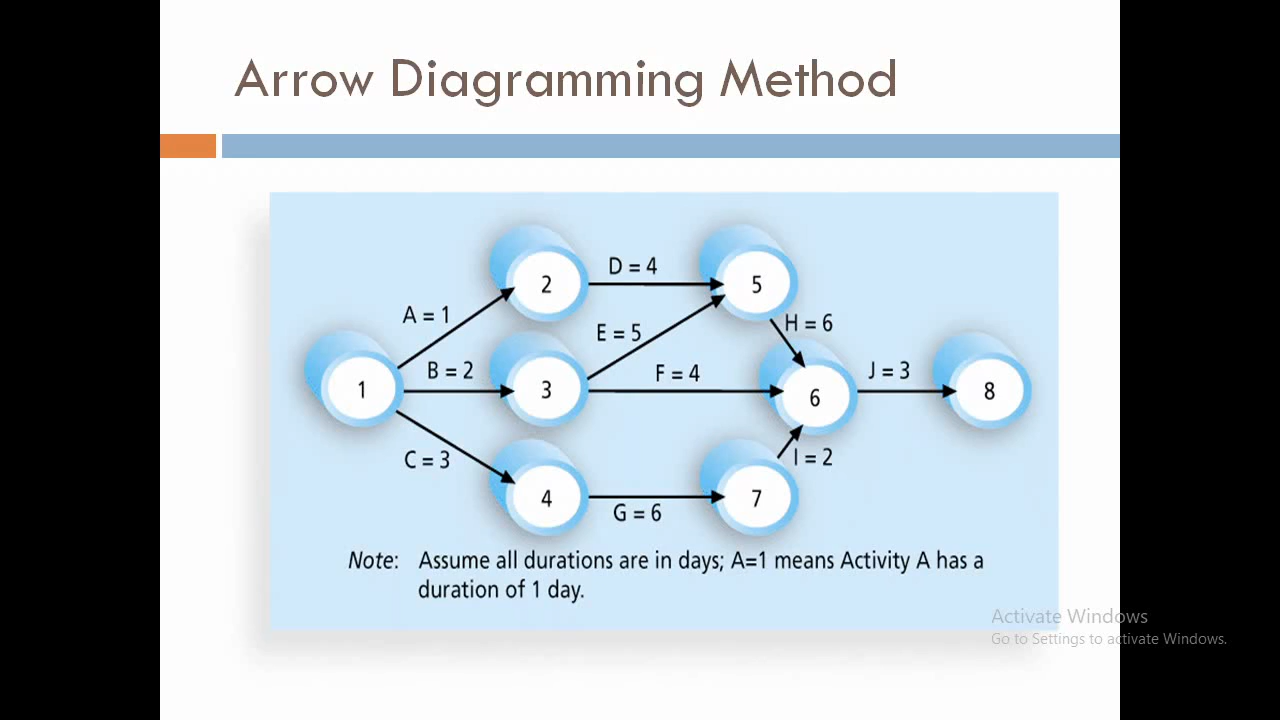 Arrow Diagramming Method
2
D = 4
5
A = 1
E = 5
H = 6
1
B = 2
3
F = 4
6
J = 3
8
C = 3
I = 2
4
G = 6
7
Note: Assume all durations are in days; A=1 means Activity A has a
duration of 1 day.
Activate Windows
Go to Settings to activate Windows.